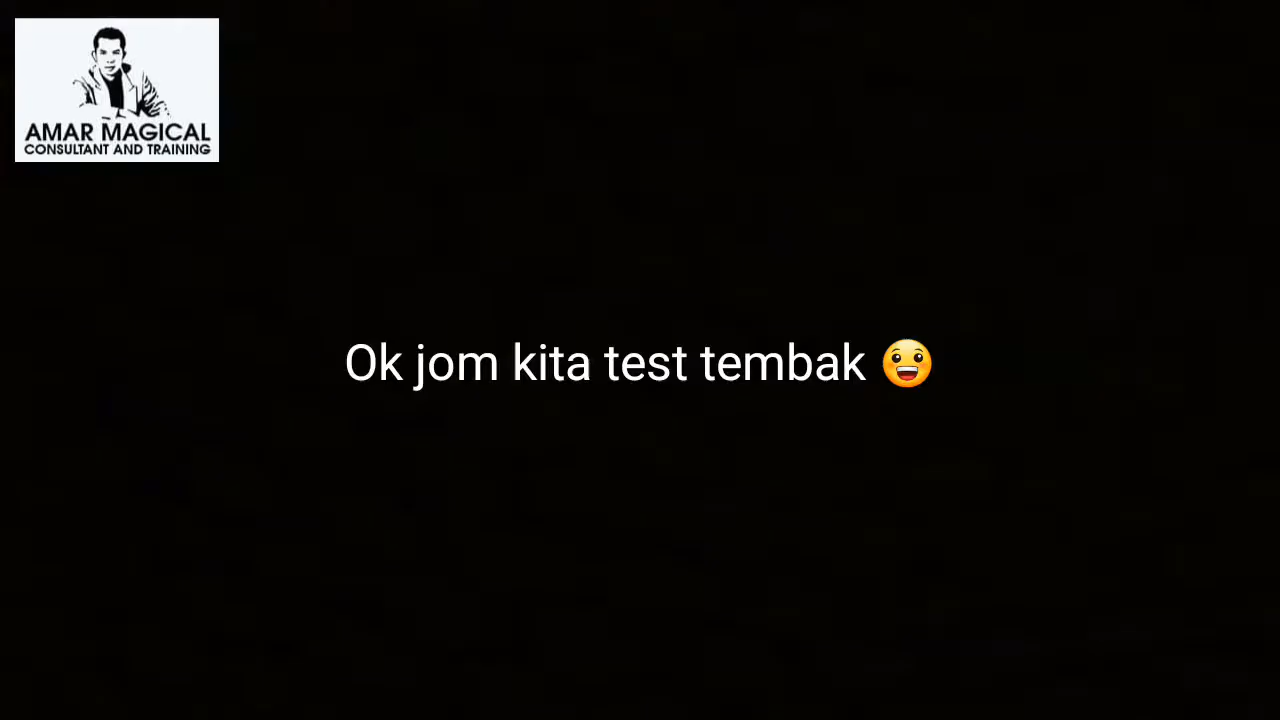 AMAR MAGICAL
CONSULTANT AND TRAINING
Ok jom kita test tembak 😀